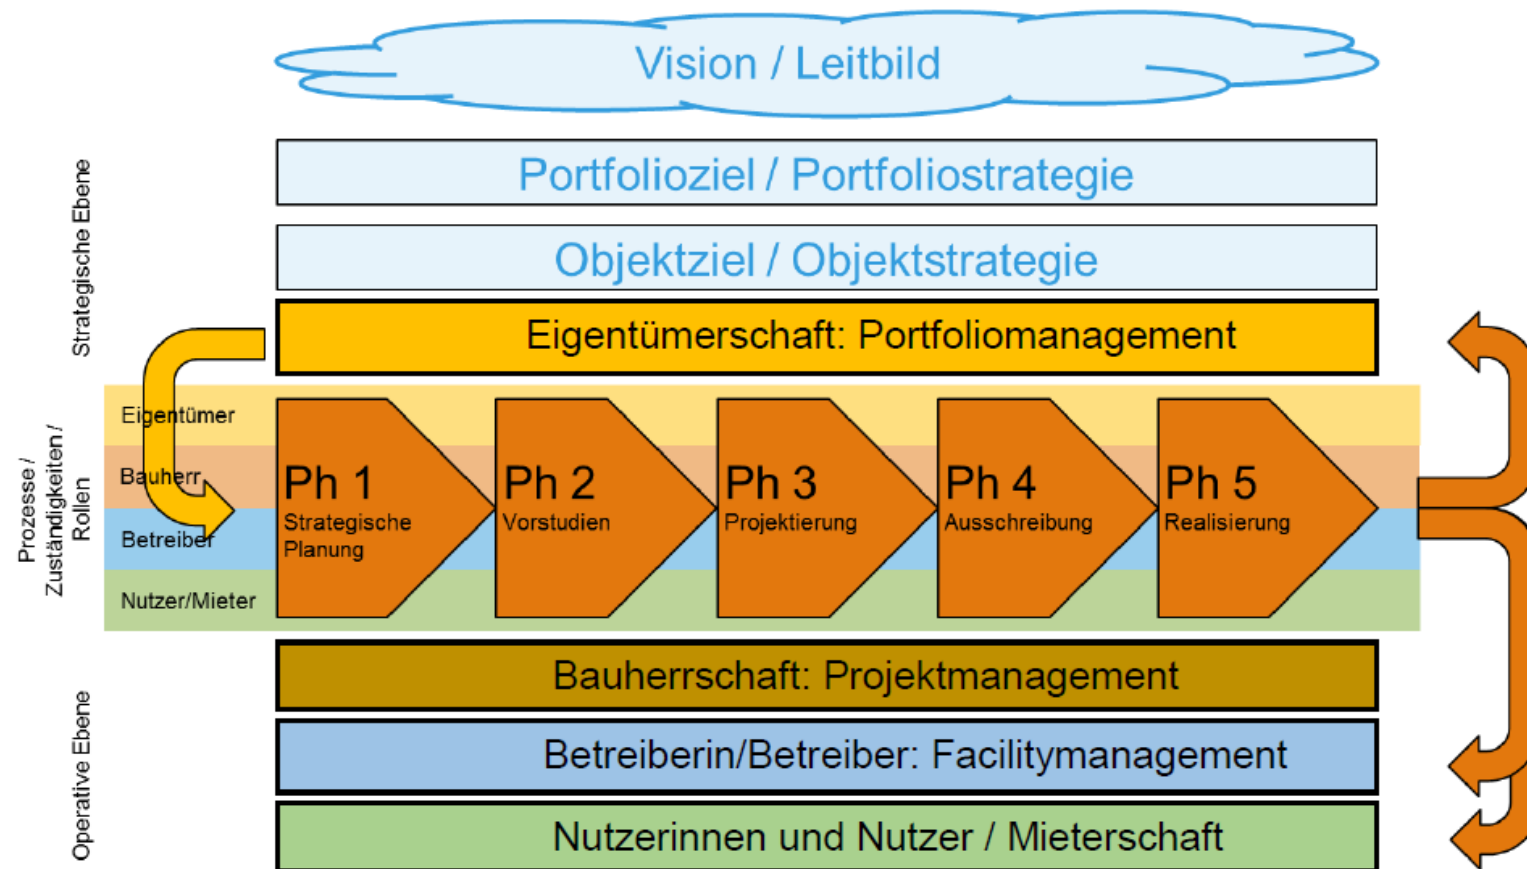 Vision / Leitbild
Strategische Ebene
Portfolioziel / Portfoliostrategie
Objektziel / Objektstrategie
Eigentümerschaft: Portfoliomanagement
Prozesse /
Zuständigkeiten /
Rollen
Eigentümer
Bauherr
Betreiber
Nutzer/Mieter
Ph 1
Strategische
Planung
Ph 2
Vorstudien
Ph 3
Projektierung
Ph 4
Ausschreibung
Ph 5
Realisierung
Operative Ebene
Bauherrschaft: Projektmanagement
Betreiberin/Betreiber: Facilitymanagement
Nutzerinnen und Nutzer / Mieterschaft